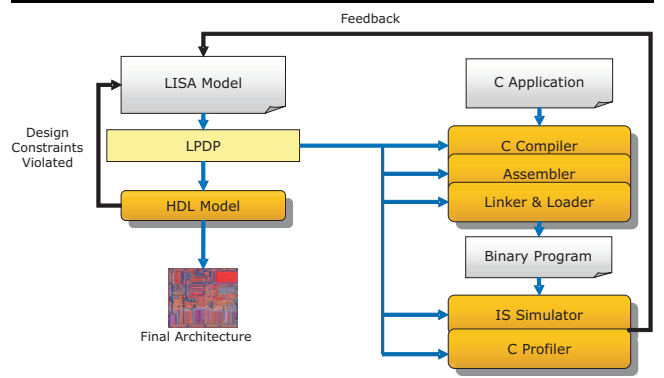 Feedback
LISA Model
C Application
Design
Constraints
Violated
LPDP
C Compiler
Assembler
HDL Model
Linker & Loader
Binary Program
IS Simulator
Final Architecture
C Profiler